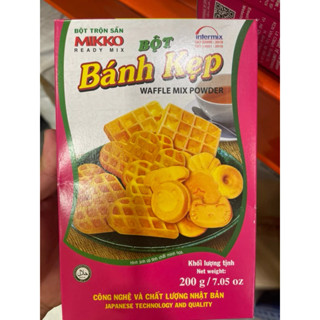 BỘT TRỘN SẴN
MIKKO
READY MIX
intermix
BỘT
Bánh Kẹp
WAFFLE MIX POWDER
Khối lượng tịnh
Net weight:
200 g / 7.05 oz
CÔNG NGHỆ VÀ CHẤT LƯỢNG NHẬT BẢN
JAPANESE TECHNOLOGY AND QUALITY